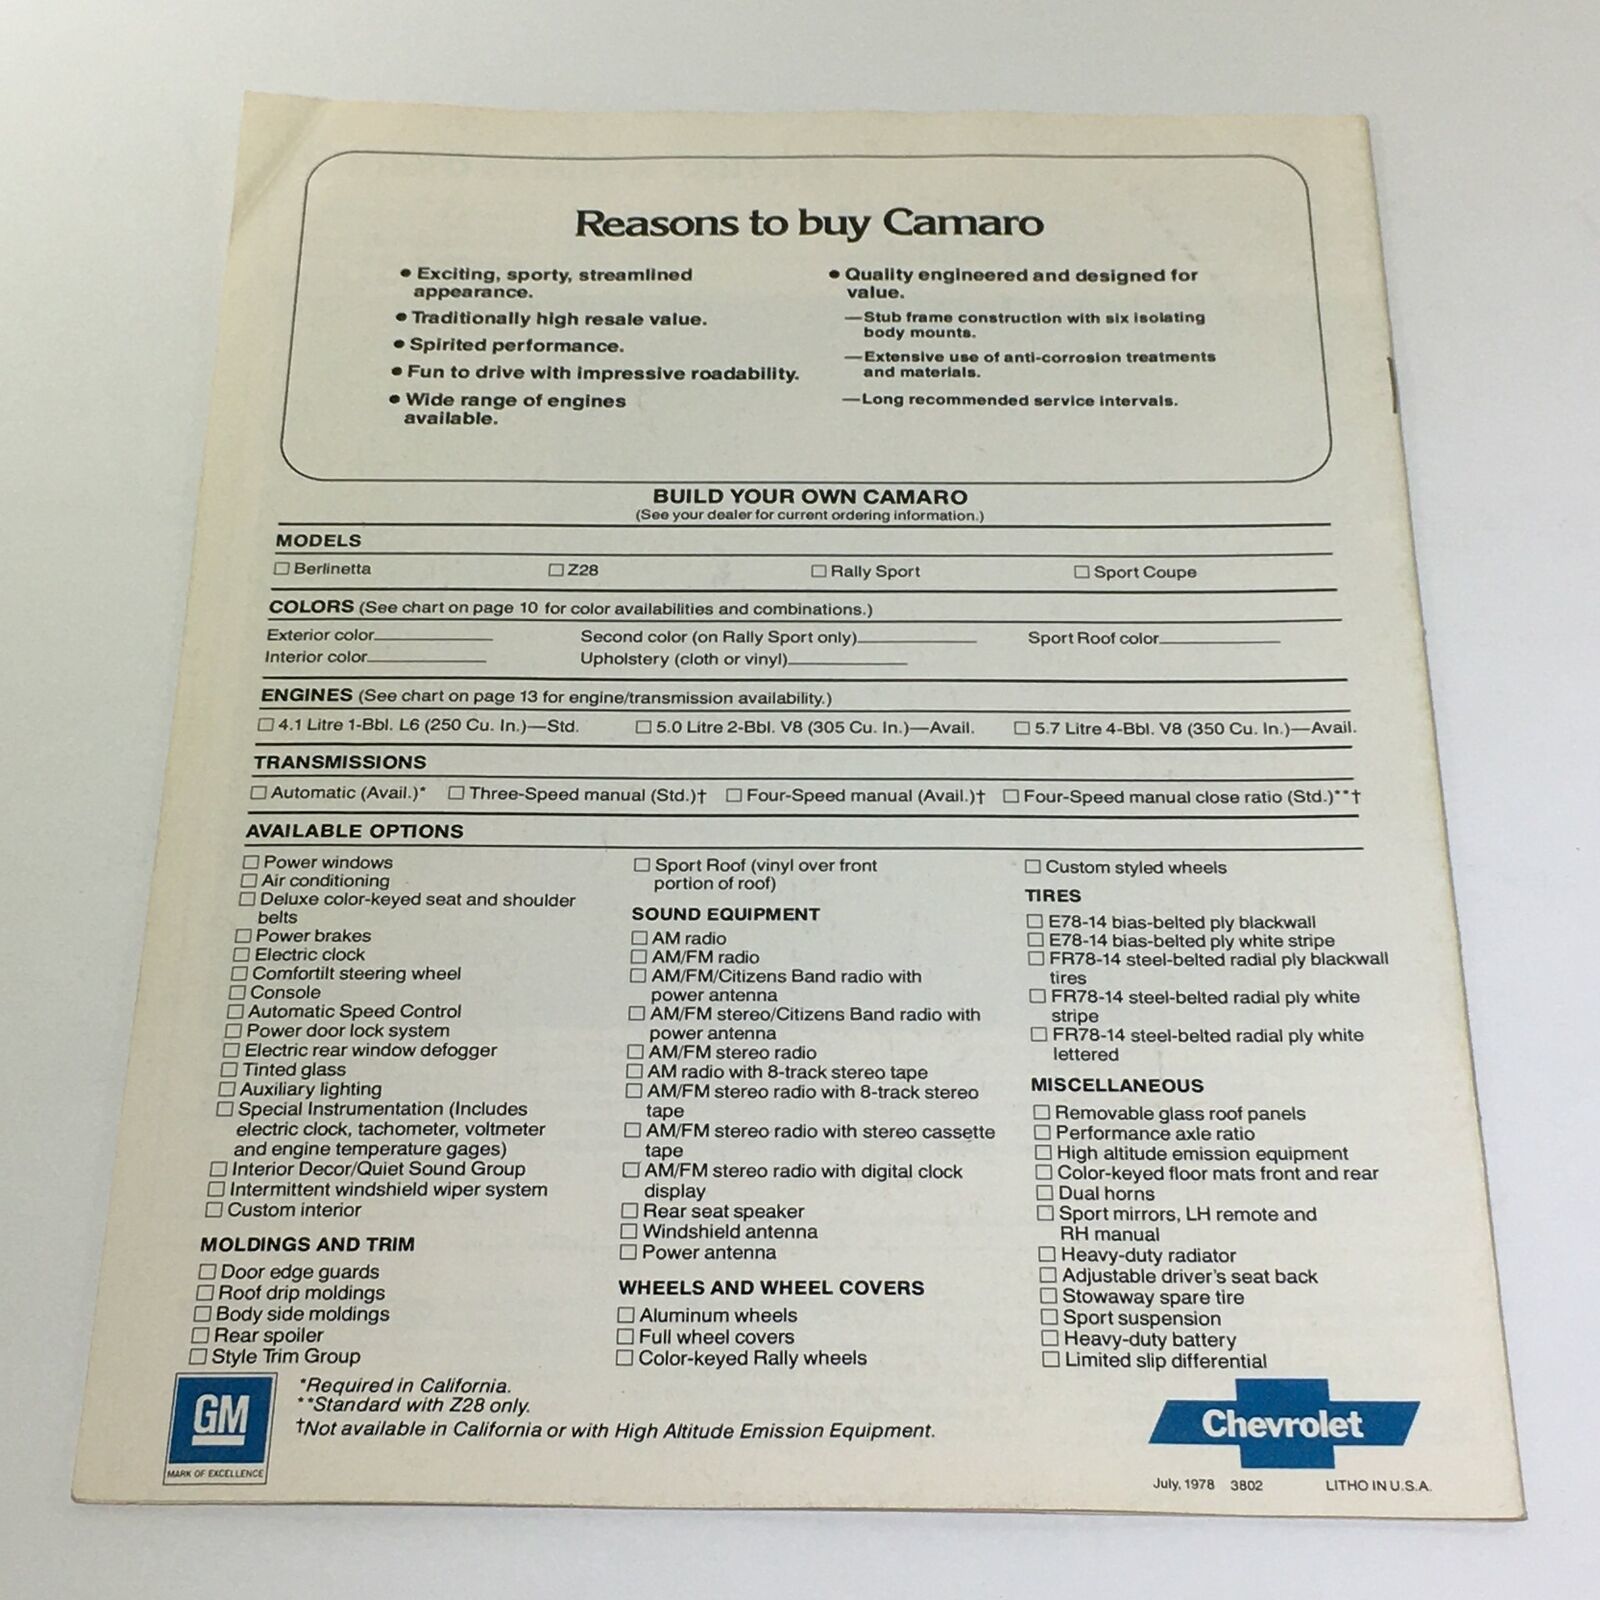 Reasons to buy Camaro
• Exciting, sporty, streamlined
appearance.
• Traditionally high resale value.
• Spirited performance.
• Fun to drive with impressive roadability.
• Wide range of engines
available.
• Quality engineered and designed for
value.
—Stub frame construction with six isolating
body mounts.
—Extensive use of anti-corrosion treatments
and materials.
—Long recommended service intervals.
BUILD YOUR OWN CAMARO
(See your dealer for current ordering information.)
MODELS
☐ Berlinetta ☐ Z28 ☐ Rally Sport ☐ Sport Coupe
COLORS (See chart on page 10 for color availabilities and combinations.)
Exterior color__________ Second color (on Rally Sport only)__________ Sport Roof color__________
Interior color__________ Upholstery (cloth or vinyl)__________
ENGINES (See chart on page 13 for engine/transmission availability.)
☐ 4.1 Litre 1-Bbl. L6 (250 Cu. In.)—Std. ☐ 5.0 Litre 2-Bbl. V8 (305 Cu. In.)—Avail. ☐ 5.7 Litre 4-Bbl. V8 (350 Cu. In.)—Avail.
TRANSMISSIONS
☐ Automatic (Avail.)* ☐ Three-Speed manual (Std.)† ☐ Four-Speed manual (Avail.)† ☐ Four-Speed manual close ratio (Std.)**†
AVAILABLE OPTIONS
☐ Power windows
☐ Air conditioning
☐ Deluxe color-keyed seat and shoulder
belts
☐ Power brakes
☐ Electric clock
☐ Comfortilt steering wheel
☐ Console
☐ Automatic Speed Control
☐ Power door lock system
☐ Electric rear window defogger
☐ Tinted glass
☐ Auxiliary lighting
☐ Special Instrumentation (Includes
electric clock, tachometer, voltmeter
and engine temperature gages)
☐ Interior Decor/Quiet Sound Group
☐ Intermittent windshield wiper system
☐ Custom interior
MOLDINGS AND TRIM
☐ Door edge guards
☐ Roof drip moldings
☐ Body side moldings
☐ Rear spoiler
☐ Style Trim Group
☐ Sport Roof (vinyl over front
portion of roof)
SOUND EQUIPMENT
☐ AM radio
☐ AM/FM radio
☐ AM/FM/Citizens Band radio with
power antenna
☐ AM/FM stereo/Citizens Band radio with
power antenna
☐ AM/FM stereo radio
☐ AM radio with 8-track stereo tape
☐ AM/FM stereo radio with 8-track stereo
tape
☐ AM/FM stereo radio with stereo cassette
tape
☐ AM/FM stereo radio with digital clock
display
☐ Rear seat speaker
☐ Windshield antenna
☐ Power antenna
WHEELS AND WHEEL COVERS
☐ Aluminum wheels
☐ Full wheel covers
☐ Color-keyed Rally wheels
☐ Custom styled wheels
TIRES
☐ E78-14 bias-belted ply blackwall
☐ E78-14 bias-belted ply white stripe
☐ FR78-14 steel-belted radial ply blackwall
tires
☐ FR78-14 steel-belted radial ply white
stripe
☐ FR78-14 steel-belted radial ply white
lettered
MISCELLANEOUS
☐ Removable glass roof panels
☐ Performance axle ratio
☐ High altitude emission equipment
☐ Color-keyed floor mats front and rear
☐ Dual horns
☐ Sport mirrors, LH remote and
RH manual
☐ Heavy-duty radiator
☐ Adjustable driver's seat back
☐ Stowaway spare tire
☐ Sport suspension
☐ Heavy-duty battery
☐ Limited slip differential
GM
MARK OF EXCELLENCE
*Required in California.
**Standard with Z28 only.
†Not available in California or with High Altitude Emission Equipment.
Chevrolet
July, 1978 3802 LITHO IN U.S.A.